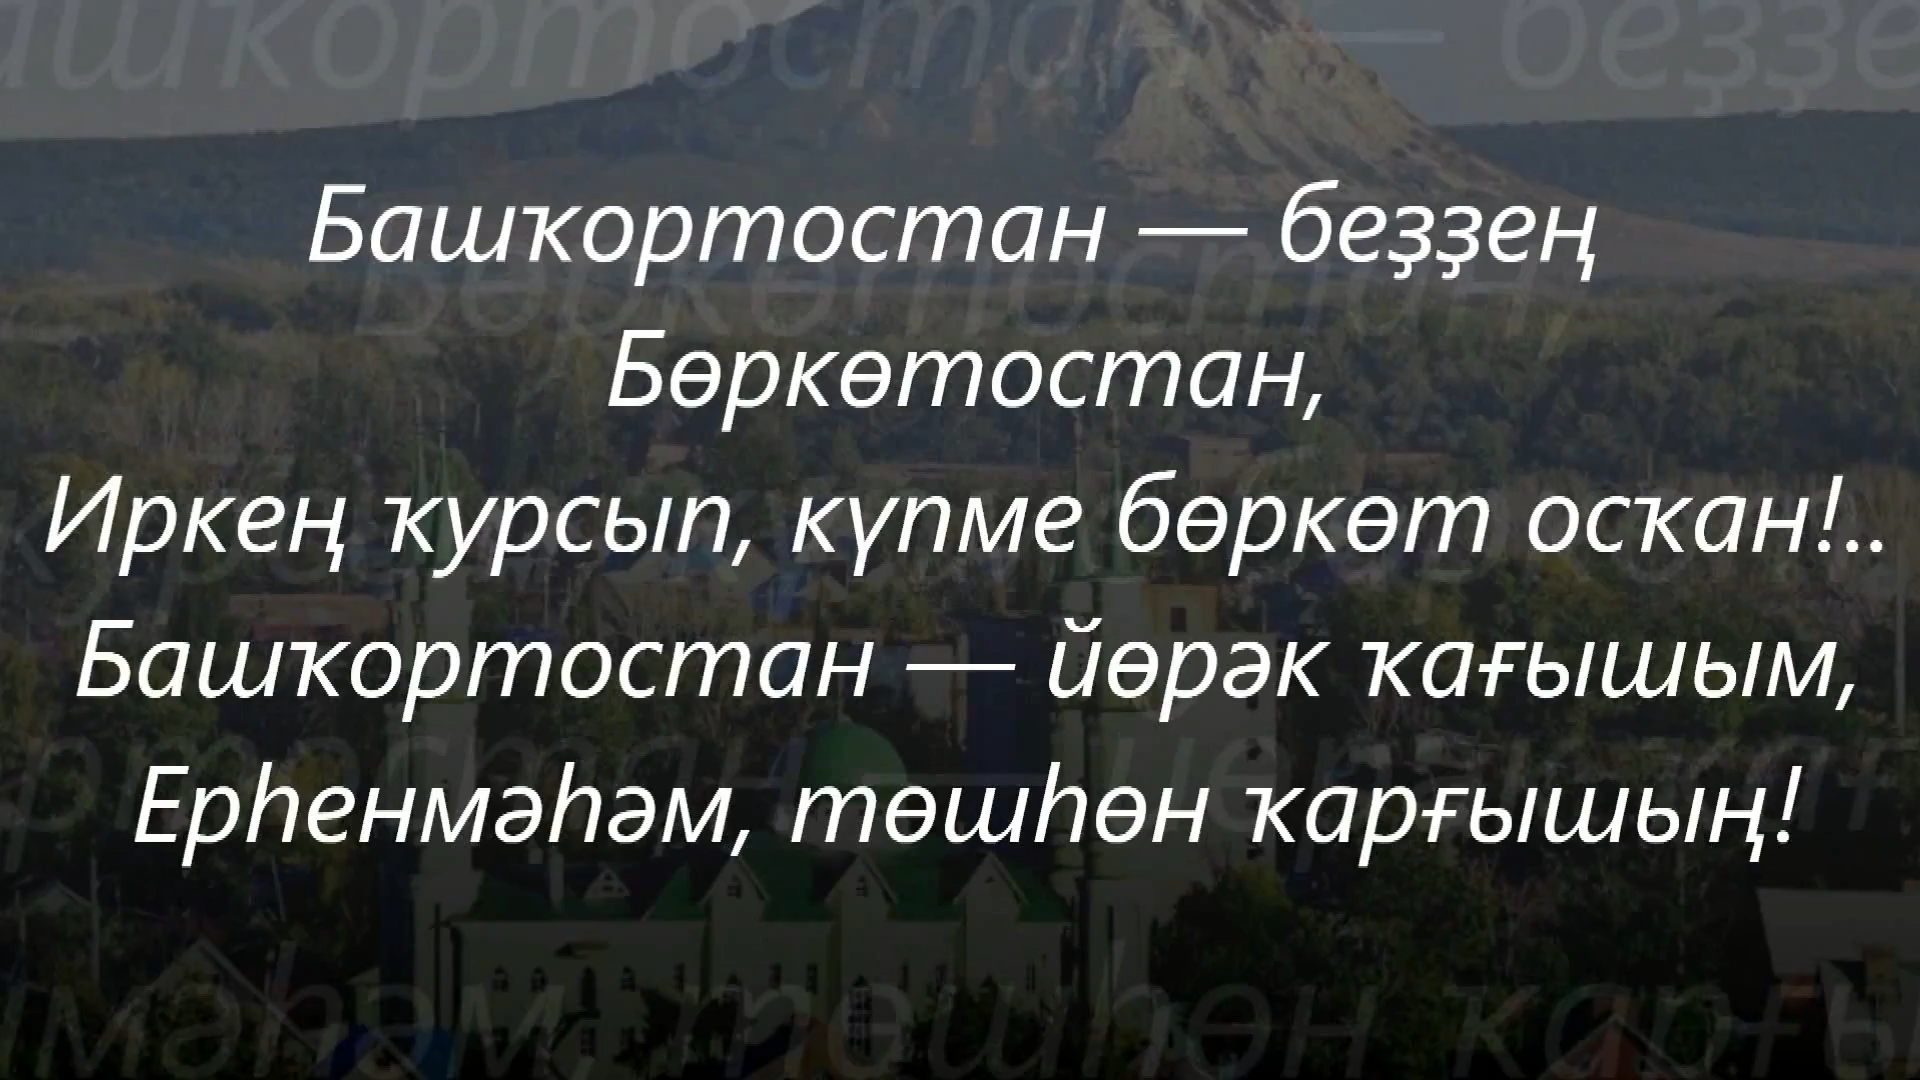 Башҡортостан — беҙҙең
Бөркөтостан,
Иркең ҡурсып, күпме бөркөт осҡан!..
Башҡортостан — йөрәк ҡағышым,
Ерһенмәһәм, төшһөн ҡарғышың!